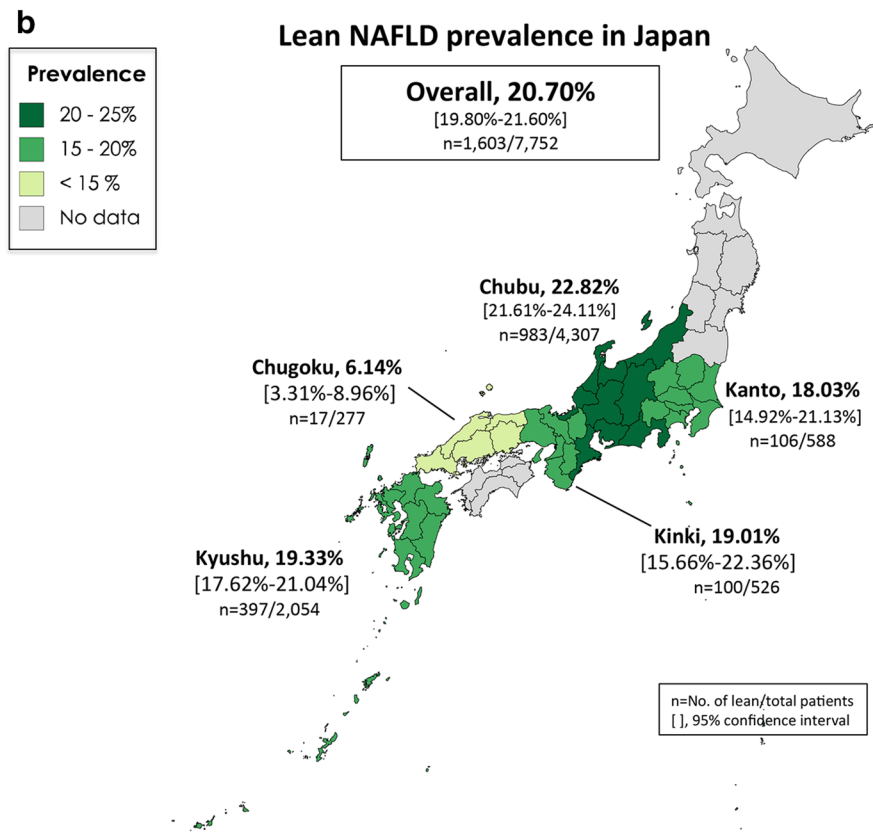 b
Lean NAFLD prevalence in Japan
Prevalence
20 - 25%
15 - 20%
< 15 %
No data
Overall, 20.70%
[19.80%-21.60%]
n=1,603/7,752
Chubu, 22.82%
[21.61%-24.11%]
n=983/4,307
Chugoku, 6.14%
[3.31%-8.96%]
n=17/277
Kanto, 18.03%
[14.92%-21.13%]
n=106/588
Kinki, 19.01%
[15.66%-22.36%]
n=100/526
Kyushu, 19.33%
[17.62%-21.04%]
n=397/2,054
n=No. of lean/total patients
[ ], 95% confidence interval